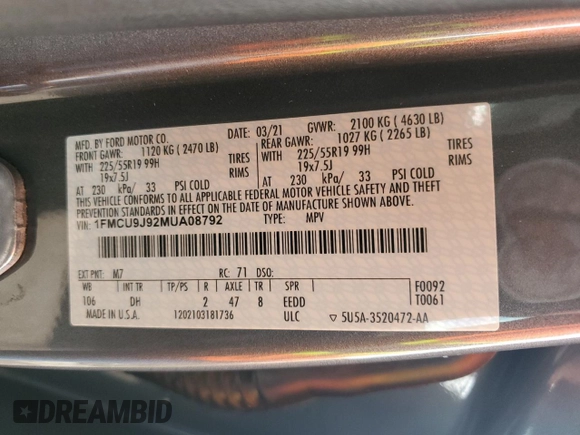 MFD. BY FORD MOTOR CO. DATE: 03/21 GVWR: 2100 KG ( 4630 LB)
FRONT GAWR: 1120 KG ( 2470 LB) REAR GAWR: 1027 KG ( 2265 LB)
WITH 225/55R19 99H TIRES WITH 225/55R19 99H TIRES
19x7.5J RIMS 19x7.5J RIMS
AT 230 kPa/ 33 PSI COLD AT 230 kPa/ 33 PSI COLD
THIS VEHICLE CONFORMS TO ALL APPLICABLE FEDERAL MOTOR VEHICLE SAFETY AND THEFT
PREVENTION STANDARDS IN EFFECT ON THE DATE OF MANUFACTURE SHOWN ABOVE.
VIN: 1FMCU9J92MUA08792 TYPE: MPV
EXT PNT: M7 RC: 71 DSO:
WB INT TR TP/PS R AXLE TR SPR F0092
106 DH 2 47 8 EEDD T0061
MADE IN U.S.A. 1202103181736 ULC 5U5A-3520472-AA
DREAMBID